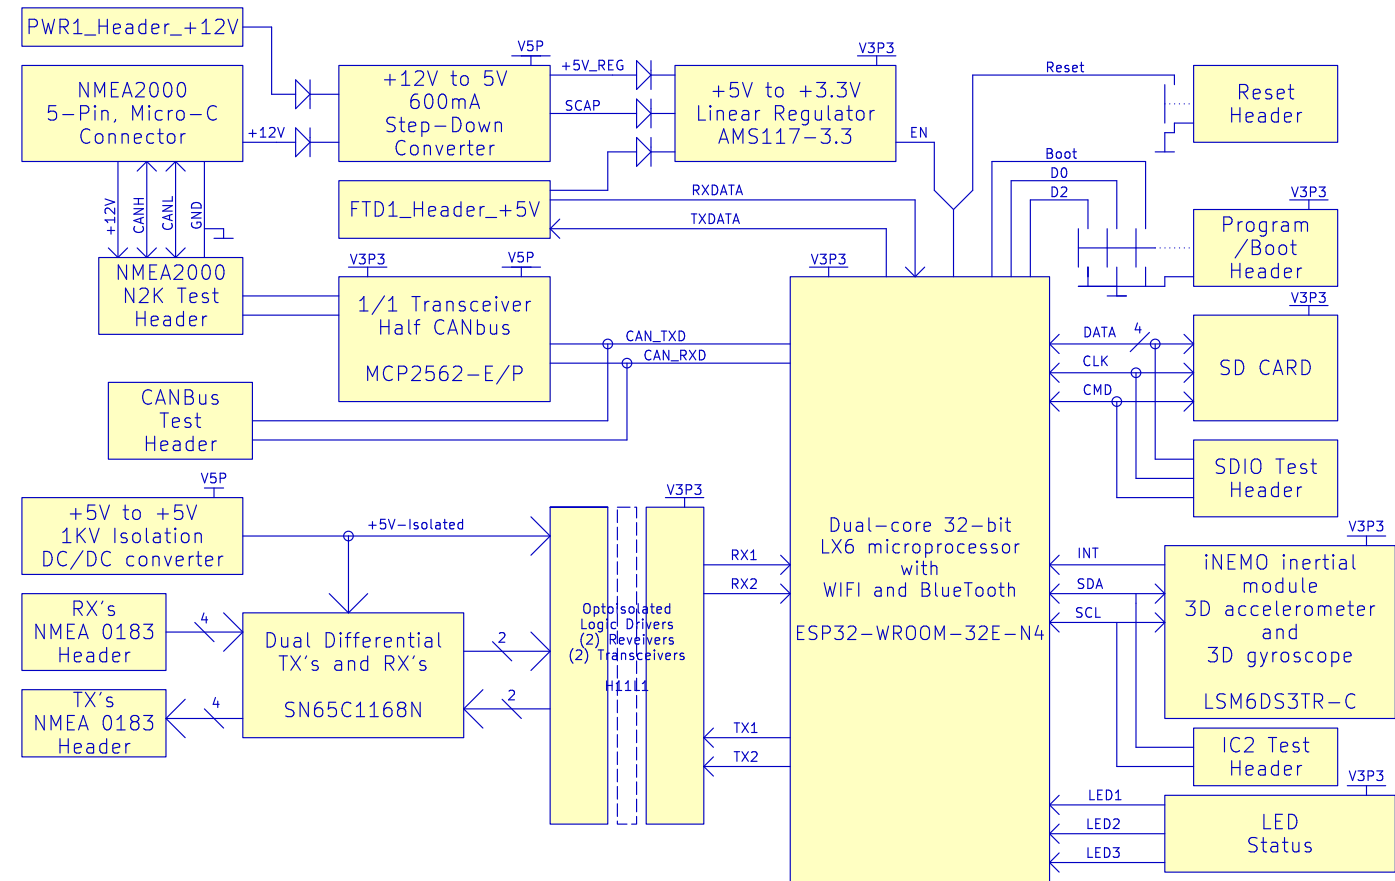 PWR1_Header_+12V
NMEA2000
5-Pin, Micro-C
Connector
+12V
V5P
+12V to 5V
600mA
Step-Down
Converter
+5V_REG
SCAP
V3P3
+5V to +3.3V
Linear Regulator
AMS117-3.3
EN
Reset
Reset
Header
FTD1_Header_+5V
RXDATA
TXDATA
Boot
D0
D2
V3P3
Program
/Boot
Header
+12V
CANH
CANL
GND
NMEA2000
N2K Test
Header
V3P3
V5P
1/1 Transceiver
Half CANbus
MCP2562-E/P
CAN_TXD
CAN_RXD
CANBus
Test
Header
V3P3
Dual-core 32-bit
LX6 microprocessor
with
WIFI and BlueTooth
ESP32-WROOM-32E-N4
DATA
4
CLK
CMD
V3P3
SD CARD
SDIO Test
Header
V5P
+5V to +5V
1KV Isolation
DC/DC converter
+5V-Isolated
RX's
NMEA 0183
Header
4
TX's
NMEA 0183
Header
4
Dual Differential
TX's and RX's
SN65C1168N
2
2
V3P3
Optoisolated
Logic Drivers
(2) Reveivers
(2) Transceivers
H11L1
RX1
RX2
TX1
TX2
INT
SDA
SCL
V3P3
iNEMO inertial
module
3D accelerometer
and
3D gyroscope
LSM6DS3TR-C
IC2 Test
Header
V3P3
LED1
LED2
LED3
LED
Status